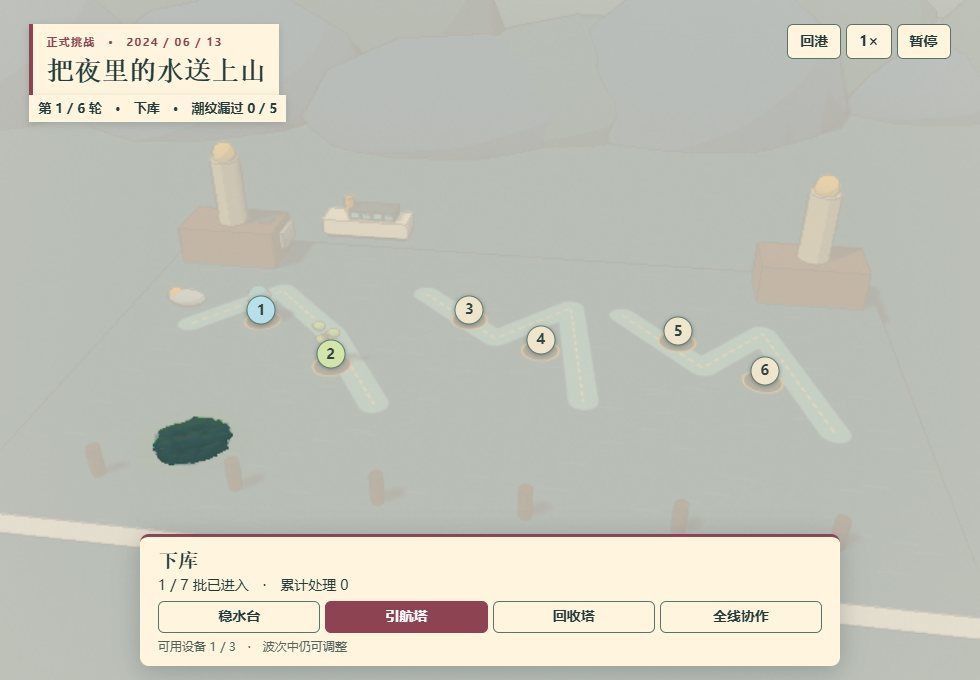 正式挑战 • 2024 / 06 / 13
把夜里的水送上山
第 1 / 6 轮 • 下库 • 潮纹漏过 0 / 5
回港 1× 暂停
1
2
3
4
5
6
下库
1 / 7 批已进入 · 累计处理 0
稳水台 引航塔 回收塔 全线协作
可用设备 1 / 3 · 波次中仍可调整